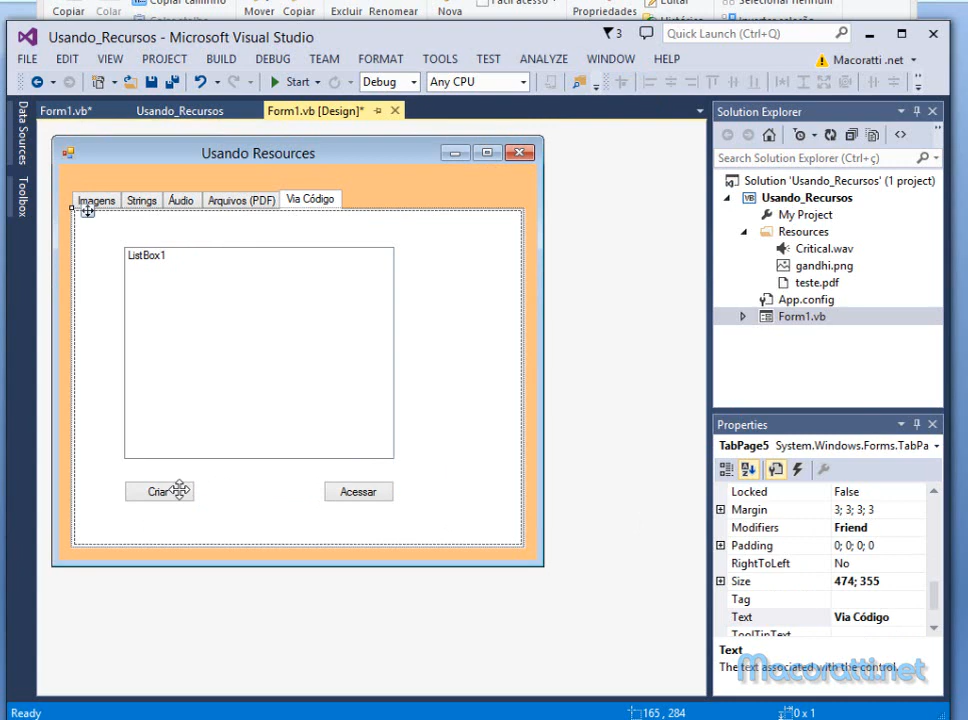 Copiar Colar Mover Copiar Excluir Renomear Nova Propriedades Editar Selecionar nenhum
Histórico Inverter seleção
Usando_Recursos - Microsoft Visual Studio 3 Quick Launch (Ctrl+Q)
FILE EDIT VIEW PROJECT BUILD DEBUG TEAM FORMAT TOOLS TEST ANALYZE WINDOW HELP Macoratti .net
Start Debug Any CPU
Data Sources
Toolbox
Form1.vb* Usando_Recursos Form1.vb [Design]*
Usando Resources
Imagens Strings Áudio Arquivos (PDF) Via Código
ListBox1
Criar Acessar
Solution Explorer
Search Solution Explorer (Ctrl+ç)
Solution 'Usando_Recursos' (1 project)
VB Usando_Recursos
My Project
Resources
Critical.wav
gandhi.png
teste.pdf
App.config
Form1.vb
Properties
TabPage5 System.Windows.Forms.TabPa
Locked False
Margin 3; 3; 3; 3
Modifiers Friend
Padding 0; 0; 0; 0
RightToLeft No
Size 474; 355
Tag
Text Via Código
ToolTipText
Text
The text associated with the control.
Macoratti.net
Ready 165 , 284 0 x 1